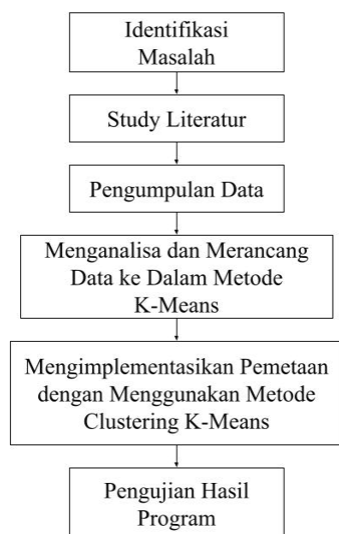 Identifikasi
Masalah
Study Literatur
Pengumpulan Data
Menganalisa dan Merancang
Data ke Dalam Metode
K-Means
Mengimplementasikan Pemetaan
dengan Menggunakan Metode
Clustering K-Means
Pengujian Hasil
Program